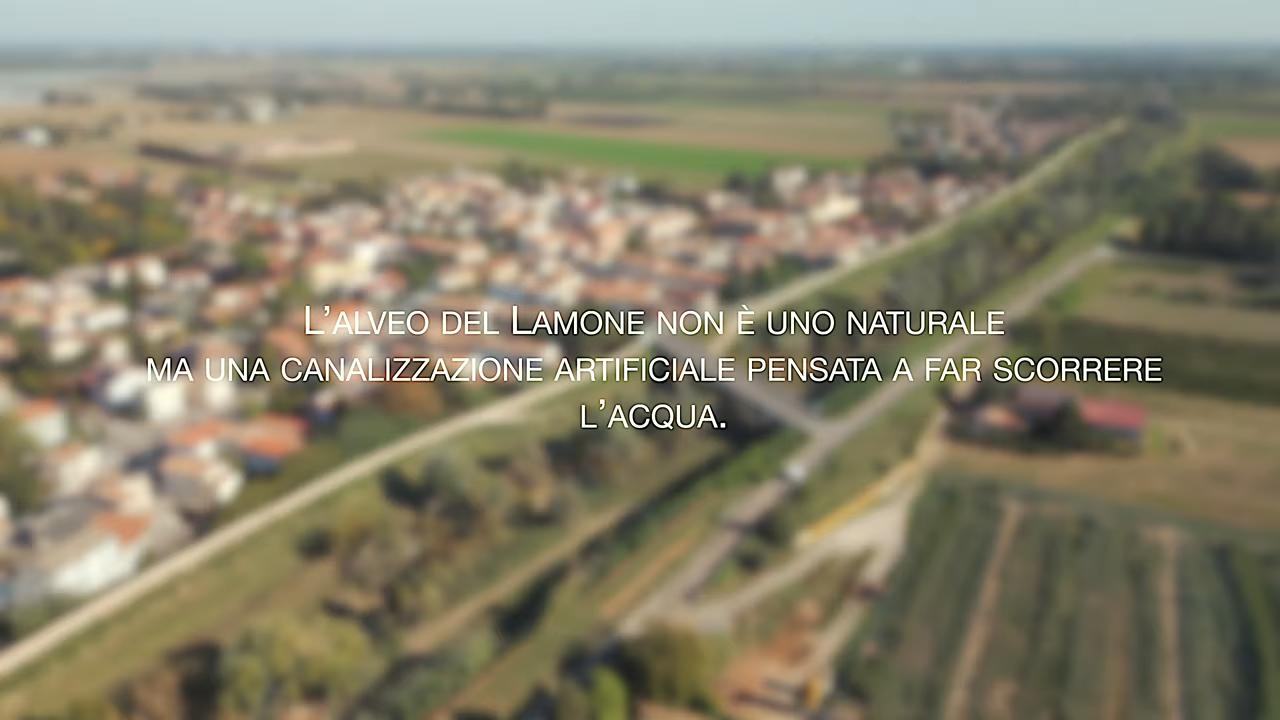 L’alveo del Lamone non è uno naturale
ma una canalizzazione artificiale pensata a far scorrere
l’acqua.